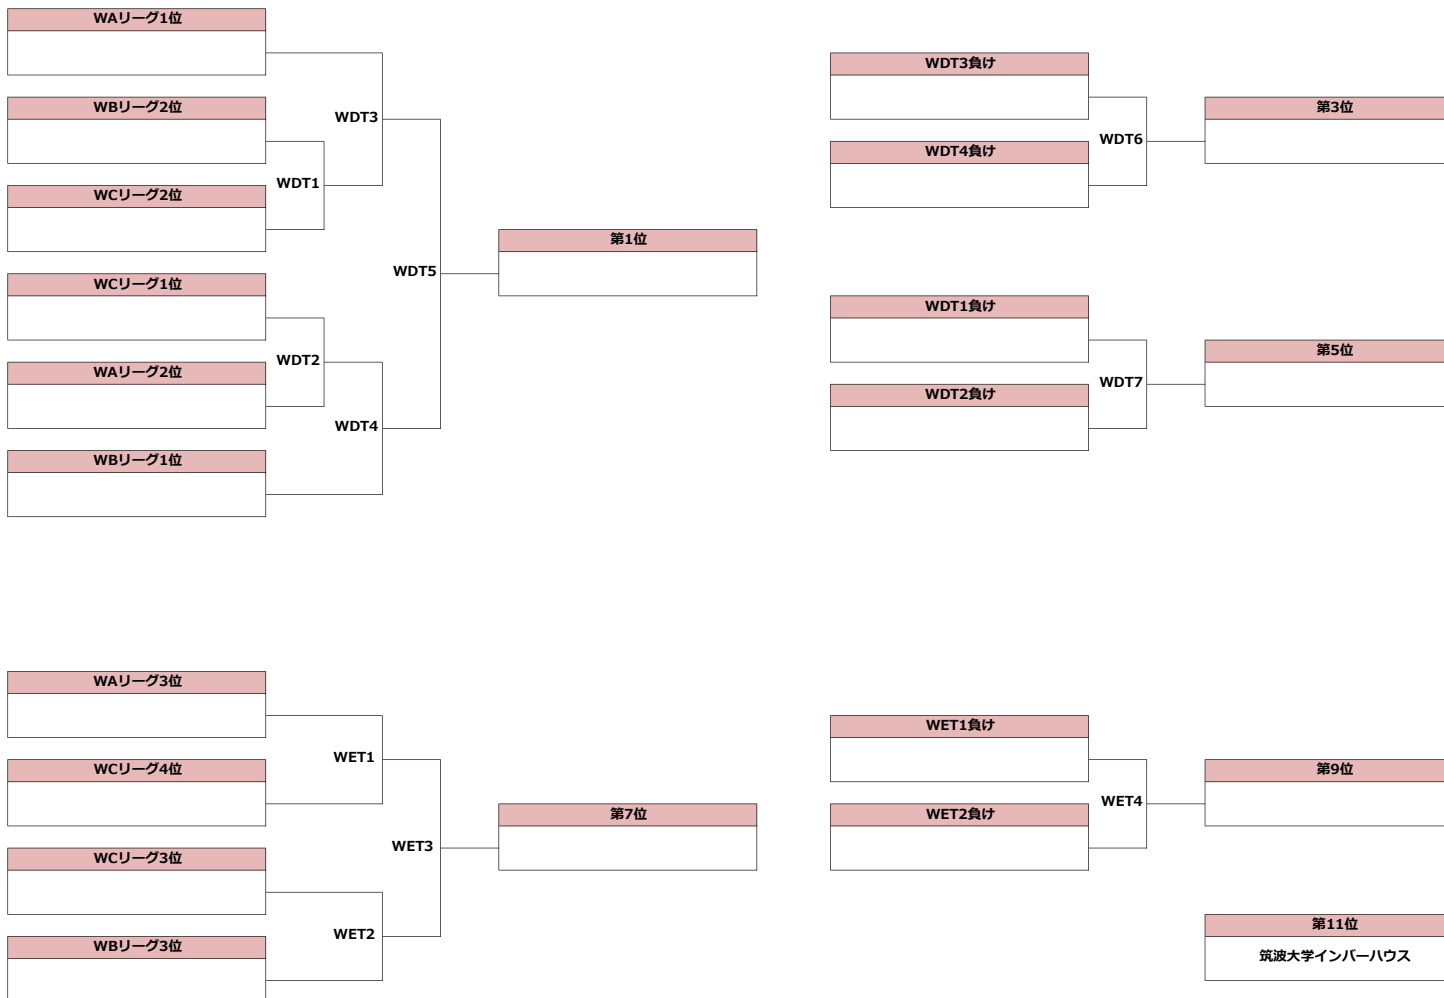 WAリーグ1位
WBリーグ2位
WDT3
WDT1
WCリーグ2位
WCリーグ1位
WDT5
第1位
WDT2
WAリーグ2位
WDT4
WBリーグ1位
WDT3負け
第3位
WDT6
WDT4負け
WDT1負け
第5位
WDT7
WDT2負け
WAリーグ3位
WET1
WCリーグ4位
第7位
WET3
WCリーグ3位
WET2
WBリーグ3位
WET1負け
第9位
WET4
WET2負け
第11位
筑波大学インバーハウス